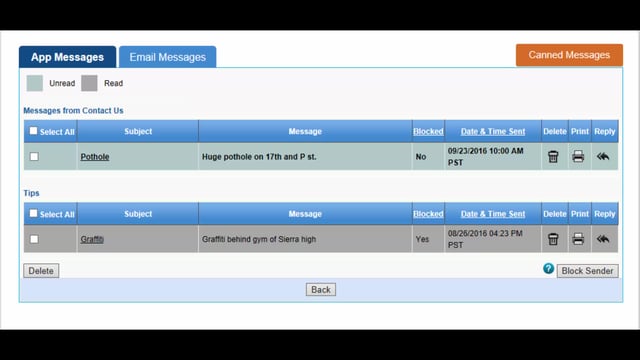 App Messages Email Messages Canned Messages
Unread Read
Messages from Contact Us
Select All Subject Message Blocked Date & Time Sent Delete Print Reply
Pothole Huge pothole on 17th and P st. No 09/23/2016 10:00 AM
PST
Tips
Select All Subject Message Blocked Date & Time Sent Delete Print Reply
Graffiti Graffiti behind gym of Sierra high Yes 08/26/2016 04:23 PM
PST
Delete ? Block Sender
Back